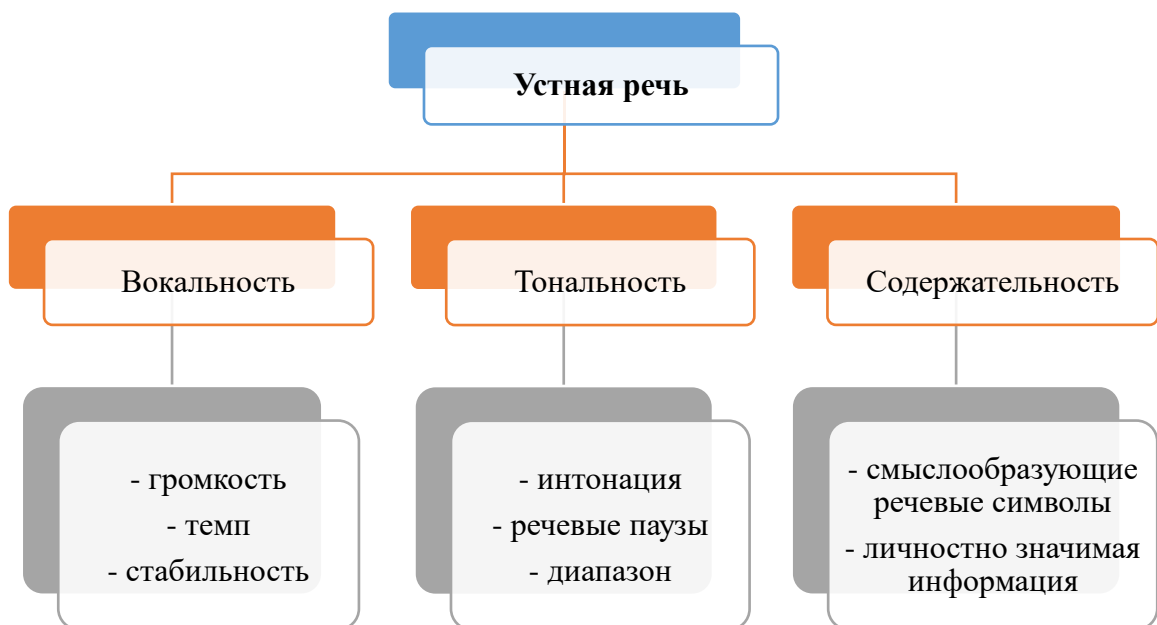 Устная речь
Вокальность
Тональность
Содержательность
- громкость
- темп
- стабильность
- интонация
- речевые паузы
- диапазон
- смыслообразующие
речевые символы
- личностно значимая
информация